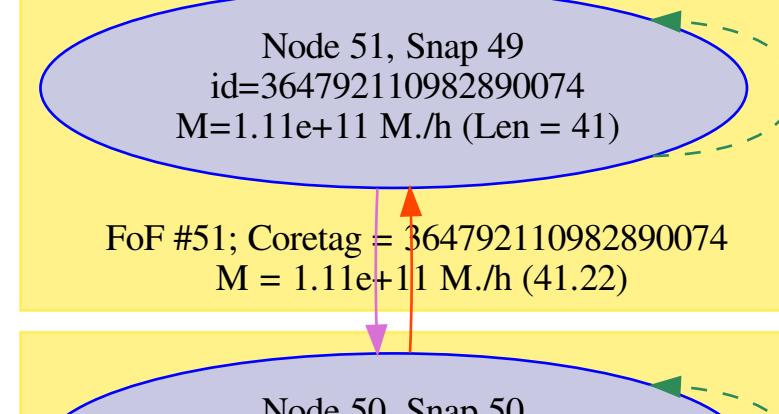 Node 51, Snap 49
id=364792110982890074
M=1.11e+11 M./h (Len = 41)
FoF #51; Coretag = 364792110982890074
M = 1.11e+11 M./h (41.22)
Node 50, Snap 50